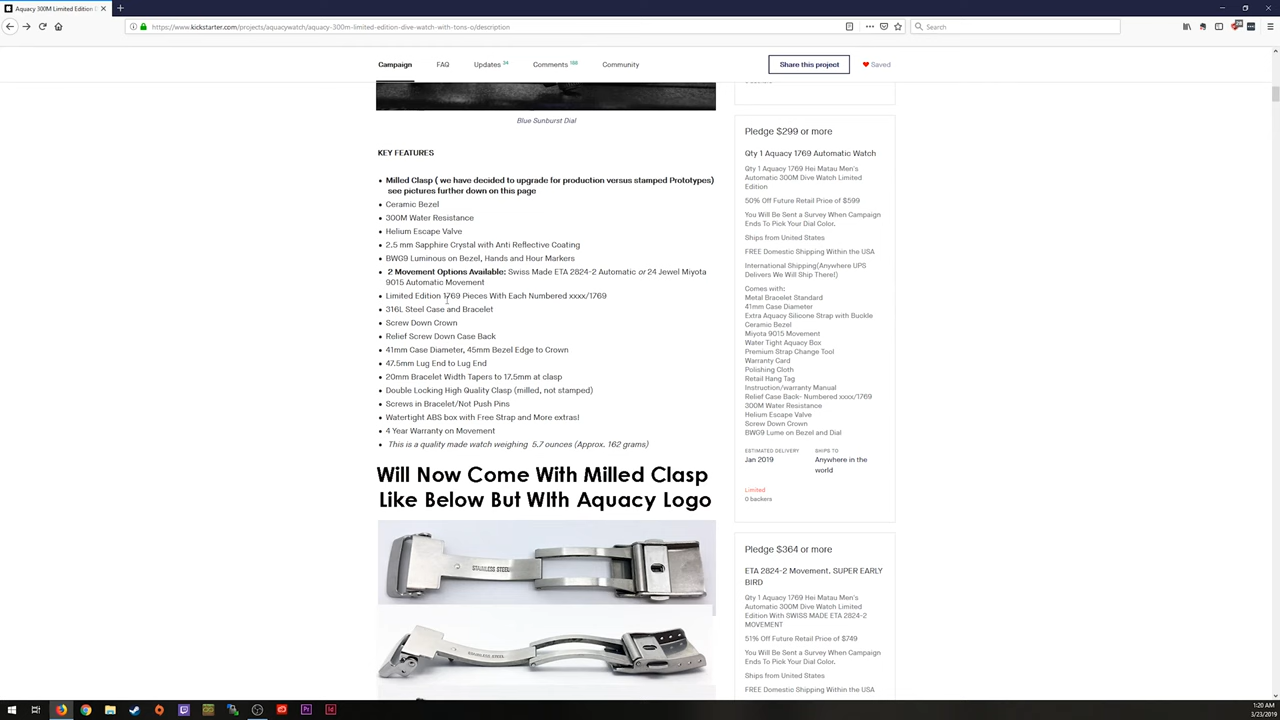 Aquacy 300M Limited Edition D
https://www.kickstarter.com/projects/aquacywatch/aquacy-300m-limited-edition-dive-watch-with-tons-o/description
Search
Campaign
FAQ
Updates 34
Comments 188
Community
Share this project
Saved
Blue Sunburst Dial
KEY FEATURES
• Milled Clasp ( we have decided to upgrade for production versus stamped Prototypes)
see pictures further down on this page
• Ceramic Bezel
• 300M Water Resistance
• Helium Escape Valve
• 2.5 mm Sapphire Crystal with Anti Reflective Coating
• BWG9 Luminous on Bezel, Hands and Hour Markers
• 2 Movement Options Available: Swiss Made ETA 2824-2 Automatic or 24 Jewel Miyota
9015 Automatic Movement
• Limited Edition 1769 Pieces With Each Numbered xxxx/1769
• 316L Steel Case and Bracelet
• Screw Down Crown
• Relief Screw Down Case Back
• 41mm Case Diameter, 45mm Bezel Edge to Crown
• 47.5mm Lug End to Lug End
• 20mm Bracelet Width Tapers to 17.5mm at clasp
• Double Locking High Quality Clasp (milled, not stamped)
• Screws in Bracelet/Not Push Pins
• Watertight ABS box with Free Strap and More extras!
• 4 Year Warranty on Movement
• This is a quality made watch weighing 5.7 ounces (Approx. 162 grams)
Will Now Come With Milled Clasp
Like Below But WIth Aquacy Logo
STAINLESS STEEL
STAINLESS STEEL
Pledge $299 or more
Qty 1 Aquacy 1769 Automatic Watch
Qty 1 Aquacy 1769 Hei Matau Men's
Automatic 300M Dive Watch Limited
Edition
50% Off Future Retail Price of $599
You Will Be Sent a Survey When Campaign
Ends To Pick Your Dial Color.
Ships from United States
FREE Domestic Shipping Within the USA
International Shipping(Anywhere UPS
Delivers We Will Ship There!)
Comes with:
Metal Bracelet Standard
41mm Case Diameter
Extra Aquacy Silicone Strap with Buckle
Ceramic Bezel
Miyota 9015 Movement
Water Tight Aquacy Box
Premium Strap Change Tool
Warranty Card
Polishing Cloth
Retail Hang Tag
Instruction/warranty Manual
Relief Case Back- Numbered xxxx/1769
300M Water Resistance
Helium Escape Valve
Screw Down Crown
BWG9 Lume on Bezel and Dial
ESTIMATED DELIVERY
Jan 2019
SHIPS TO
Anywhere in the
world
Limited
0 backers
Pledge $364 or more
ETA 2824-2 Movement, SUPER EARLY
BIRD
Qty 1 Aquacy 1769 Hei Matau Men's
Automatic 300M Dive Watch Limited
Edition With SWISS MADE ETA 2824-2
MOVEMENT
51% Off Future Retail Price of $749
You Will Be Sent a Survey When Campaign
Ends To Pick Your Dial Color.
Ships from United States
FREE Domestic Shipping Within the USA
1:20 AM
3/23/2019